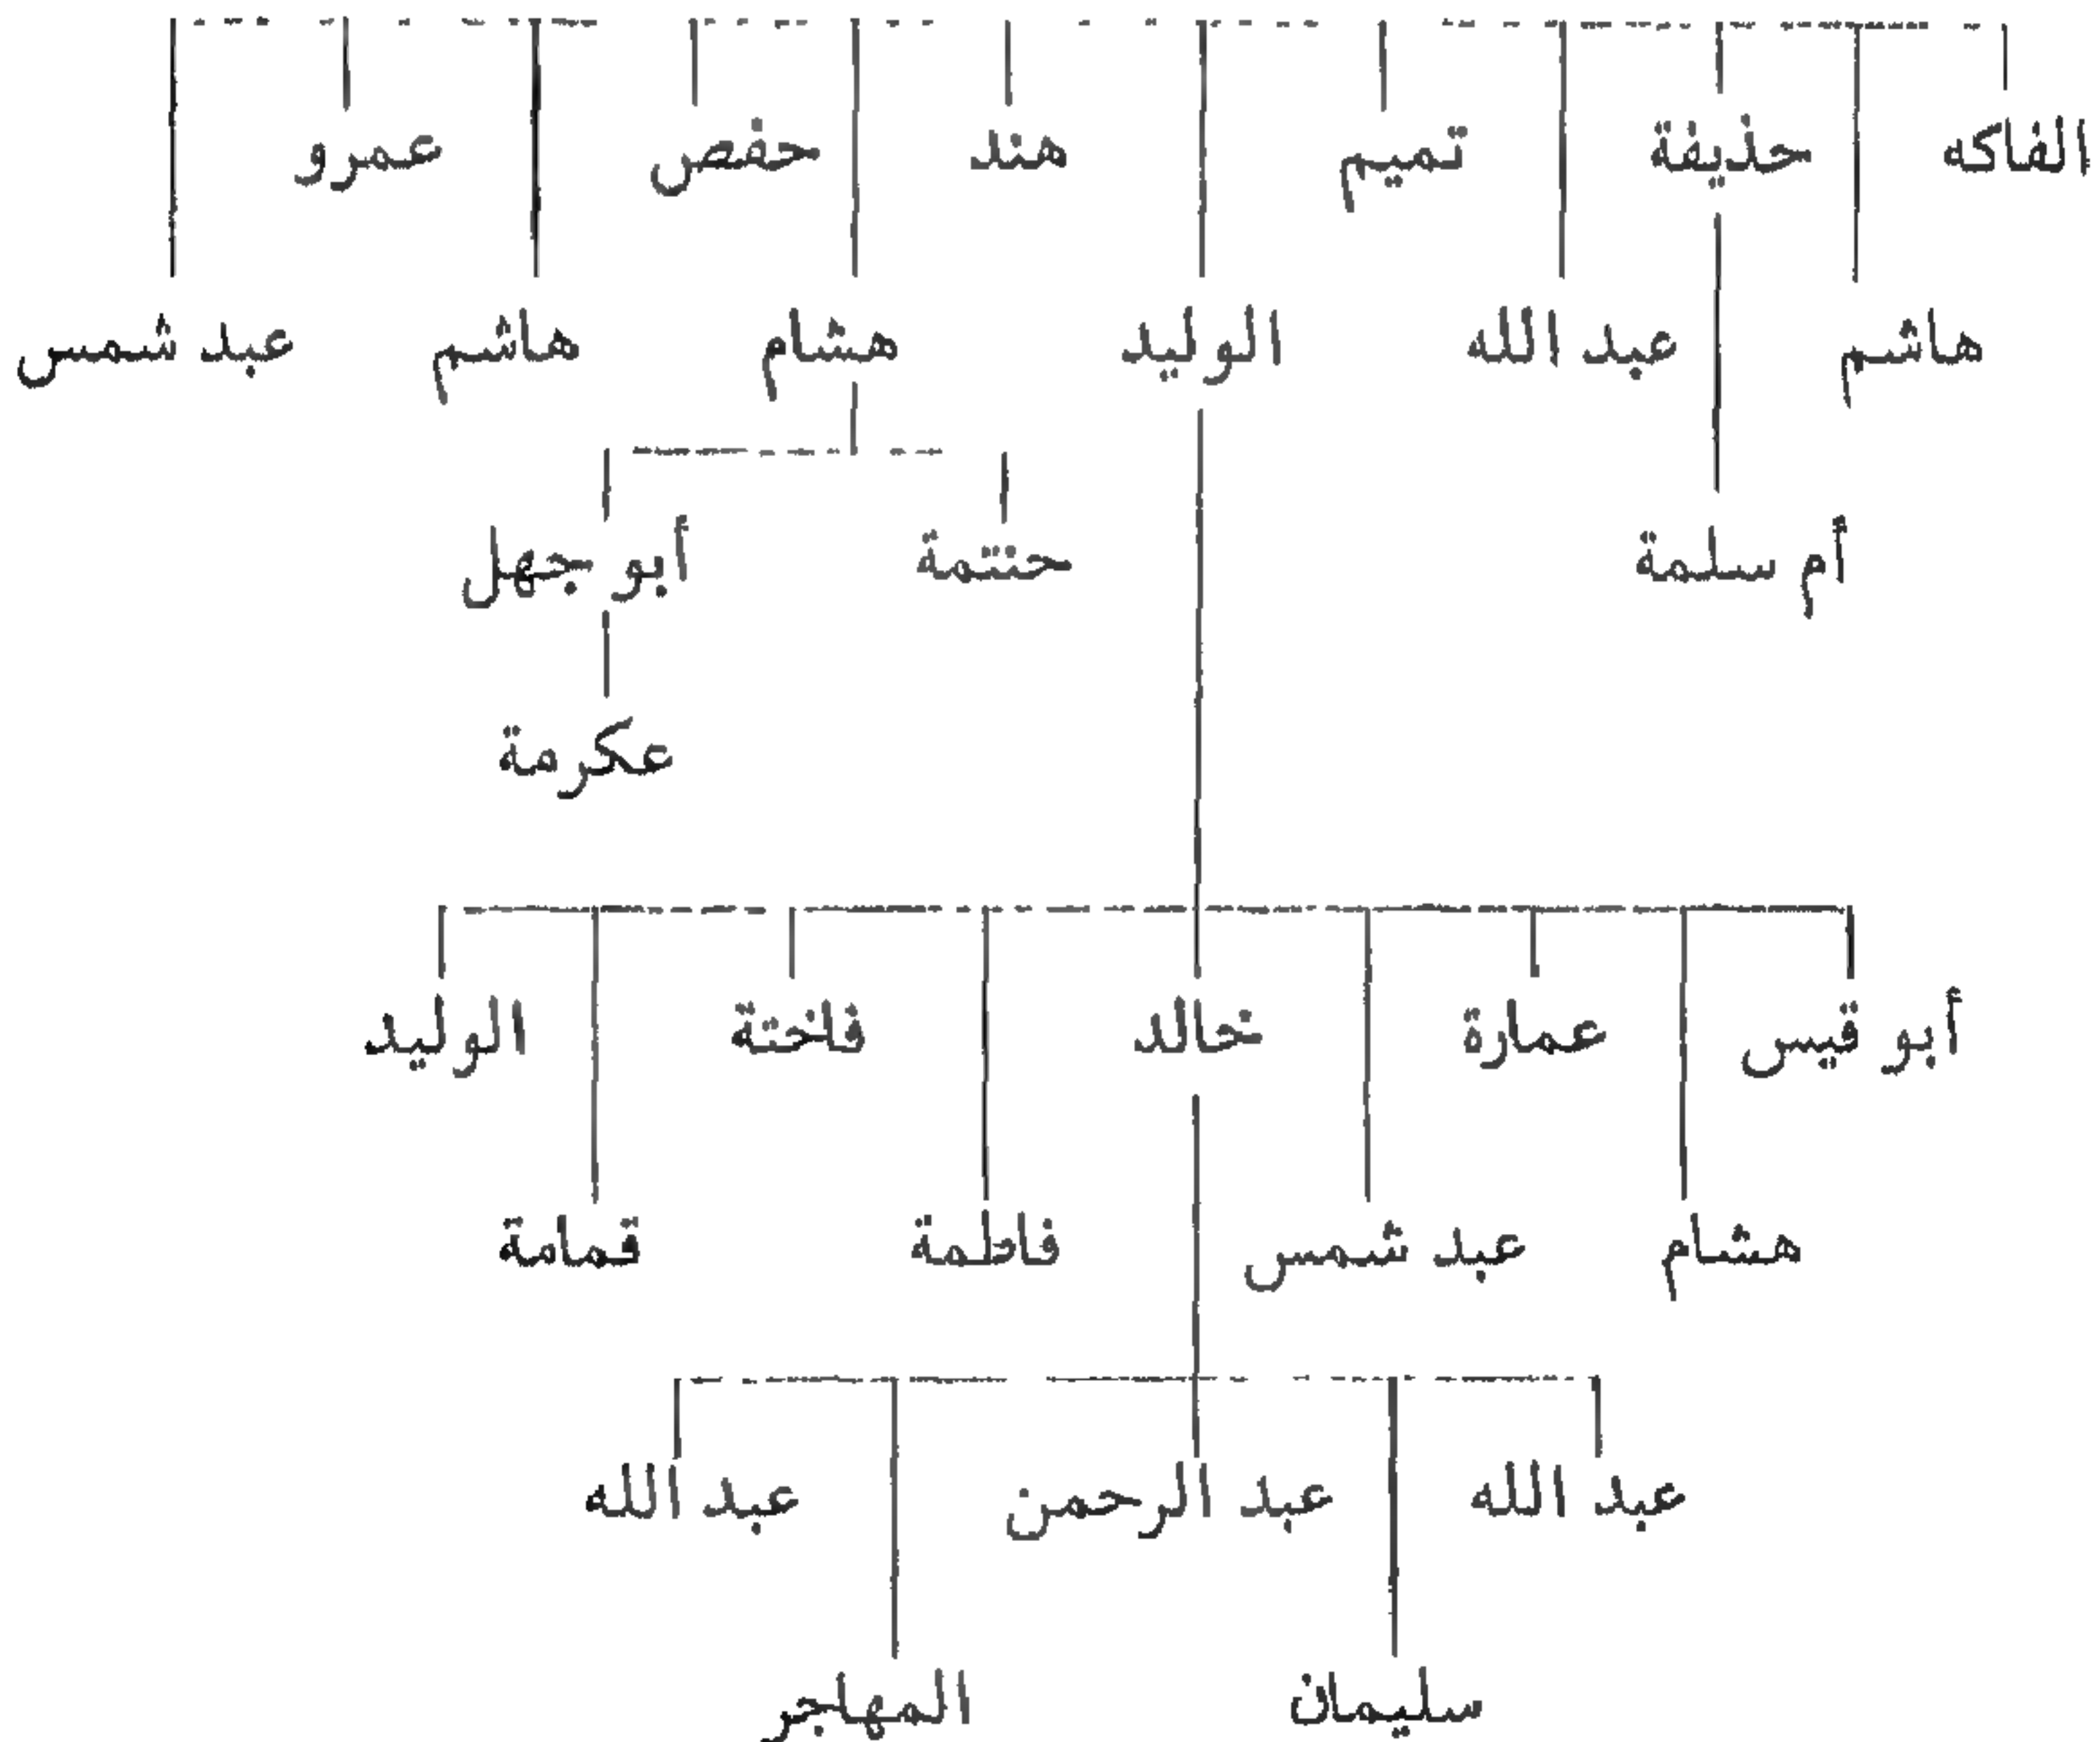 الفاكه حذيفة تميم هند حفص عمرو
هاشم عبد الله الوليد هشام هاشم عبد شمس
أم سلمة حنتمة أبو جهل
عكرمة
أبو قيس عمارة خالد فاختة الوليد
هشام عبد شمس فاطمة قمامة
عبد الله عبد الرحمن عبد الله
سليمان المهاجر